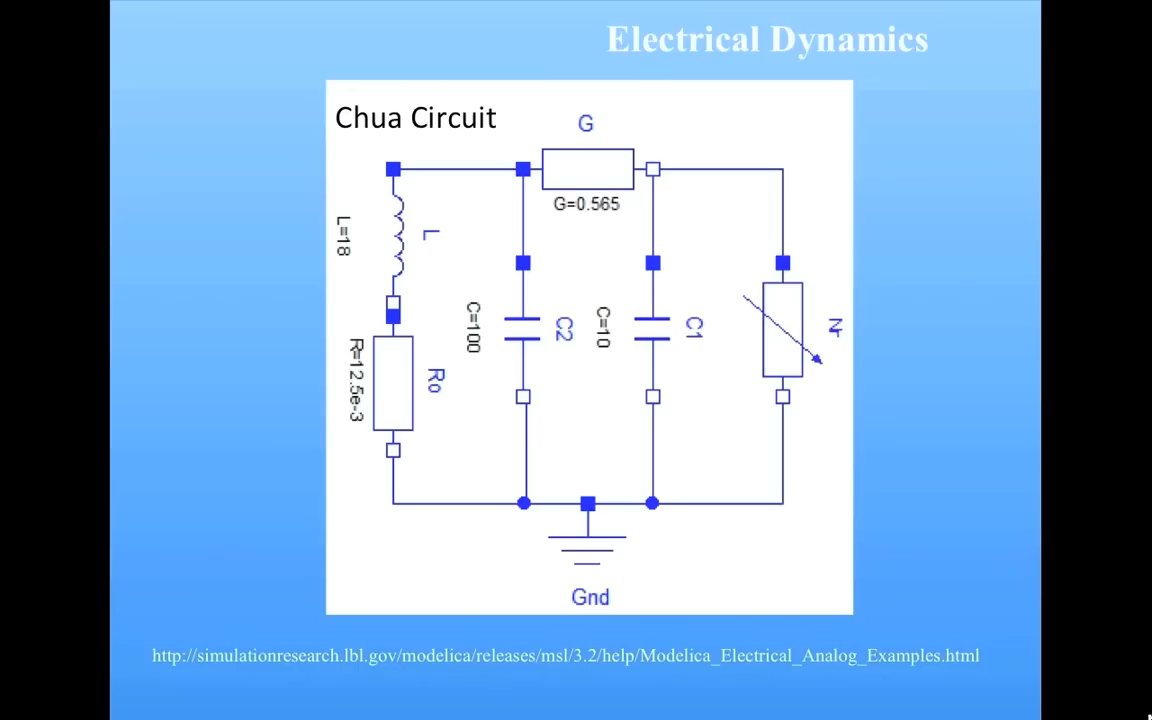 Electrical Dynamics
Chua Circuit
G
G=0.565
L=18
L
C=100
C2
C=10
C1
Nr
R=12.5e-3
Ro
Gnd
http://simulationresearch.lbl.gov/modelica/releases/msl/3.2/help/Modelica_Electrical_Analog_Examples.html